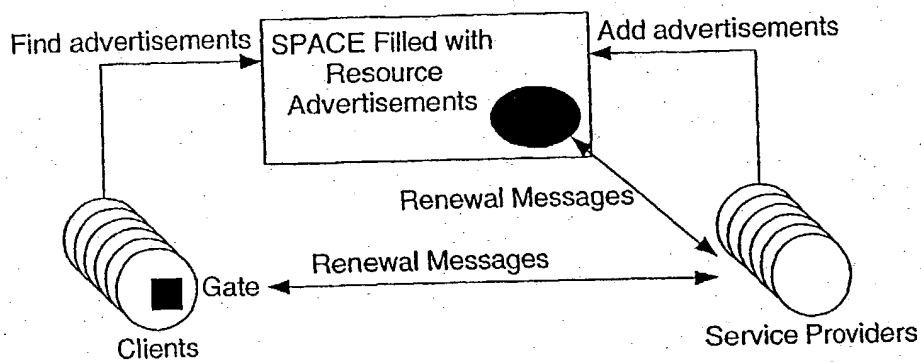 Find advertisements
SPACE Filled with
Resource
Advertisements
Add advertisements
Renewal Messages
Renewal Messages
Gate
Clients
Service Providers